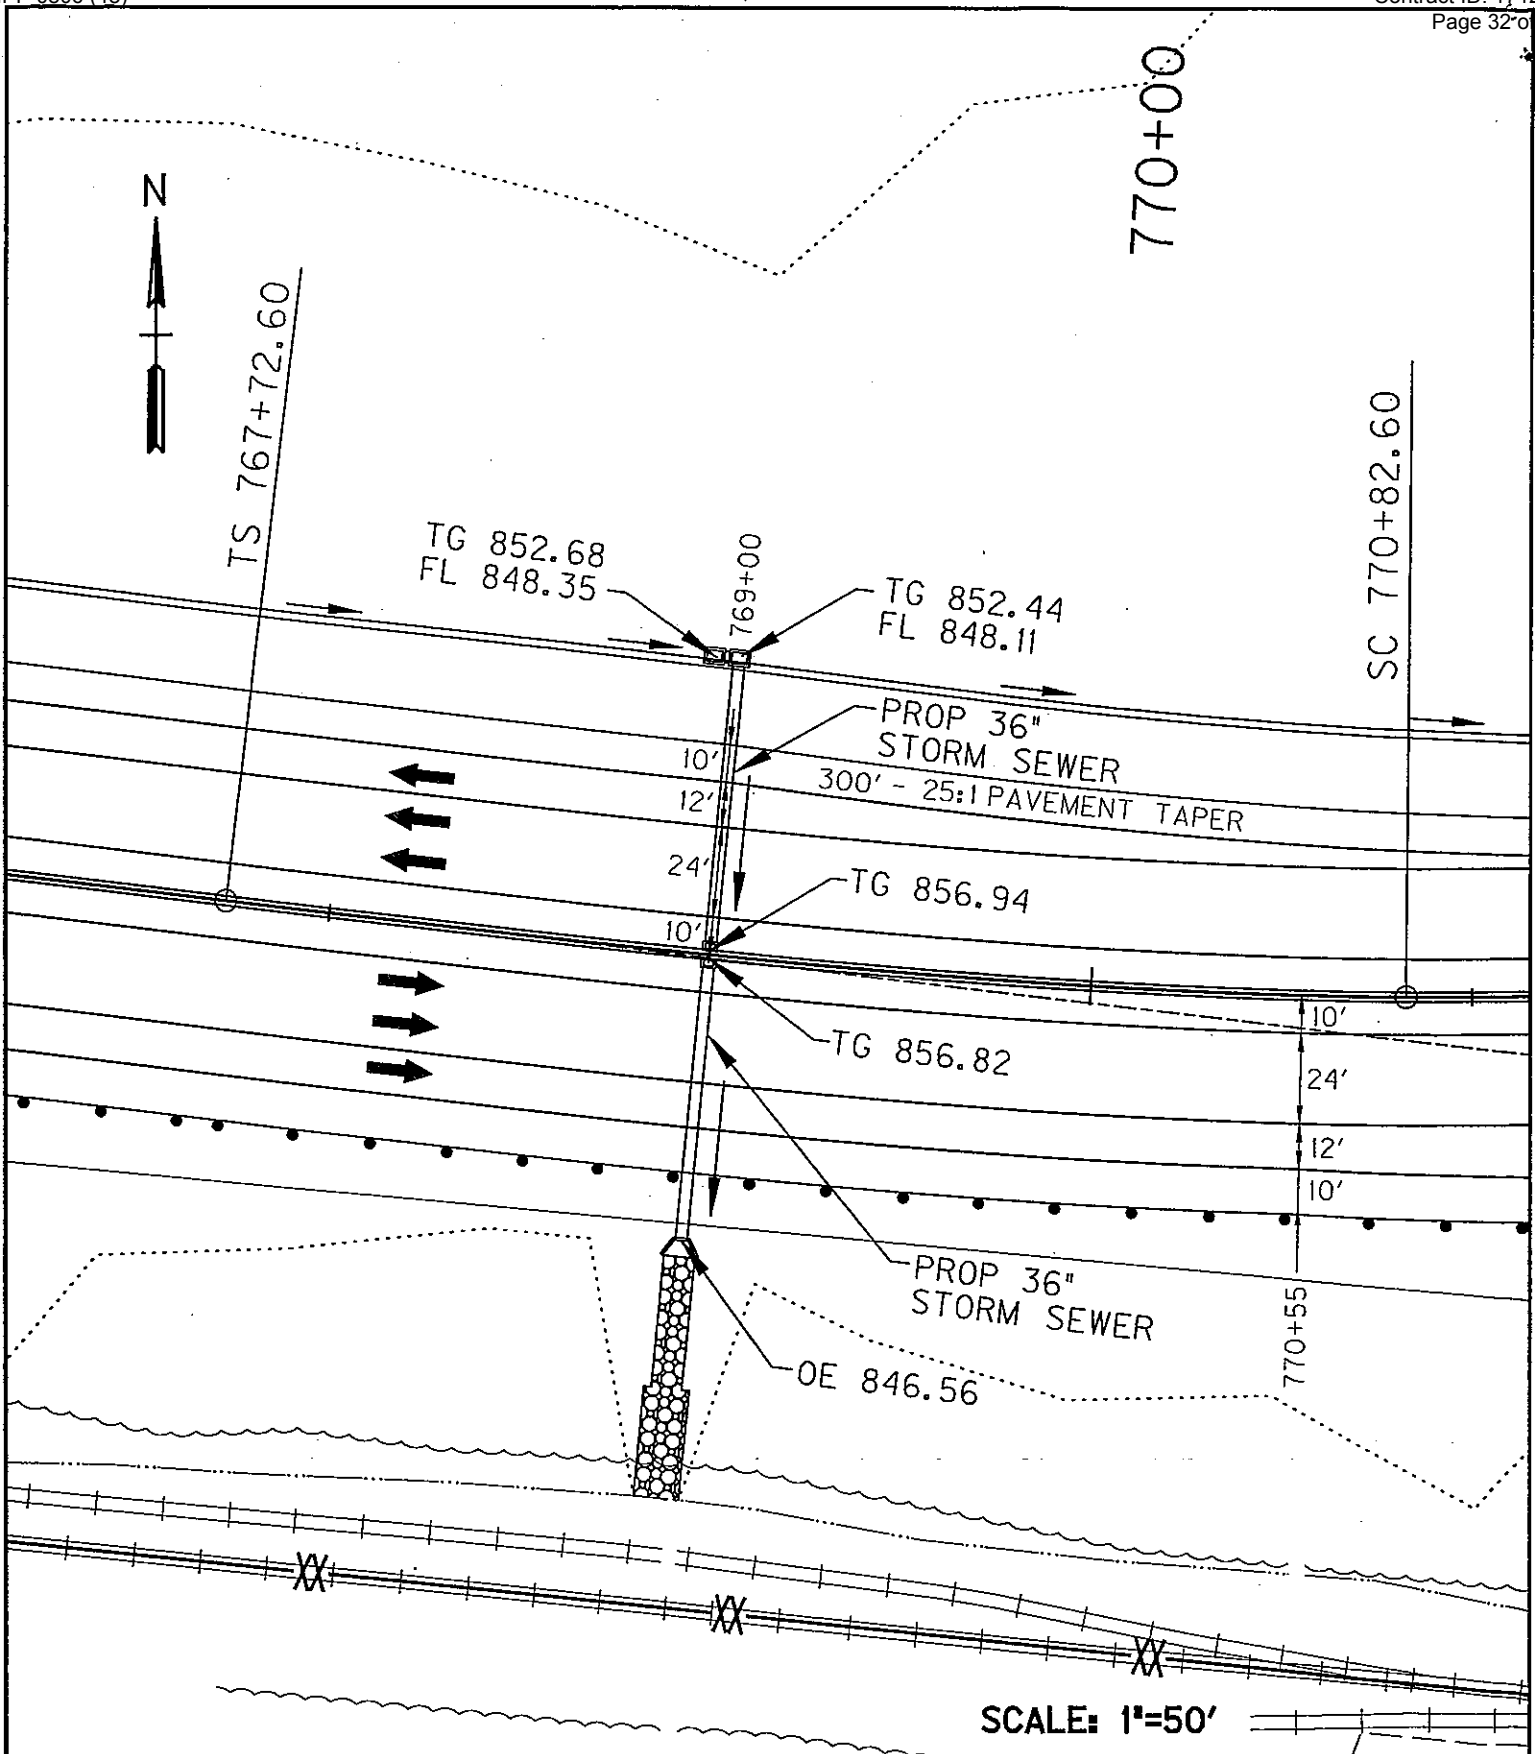 Page 32 of
770+00
N
TS 767+72.60
SC 770+82.60
TG 852.68
FL 848.35
769+00
TG 852.44
FL 848.11
PROP 36"
STORM SEWER
300' - 25:1 PAVEMENT TAPER
10'
12'
24'
10'
TG 856.94
TG 856.82
10'
24'
12'
10'
PROP 36"
STORM SEWER
770+55
OE 846.56
SCALE: 1"=50'